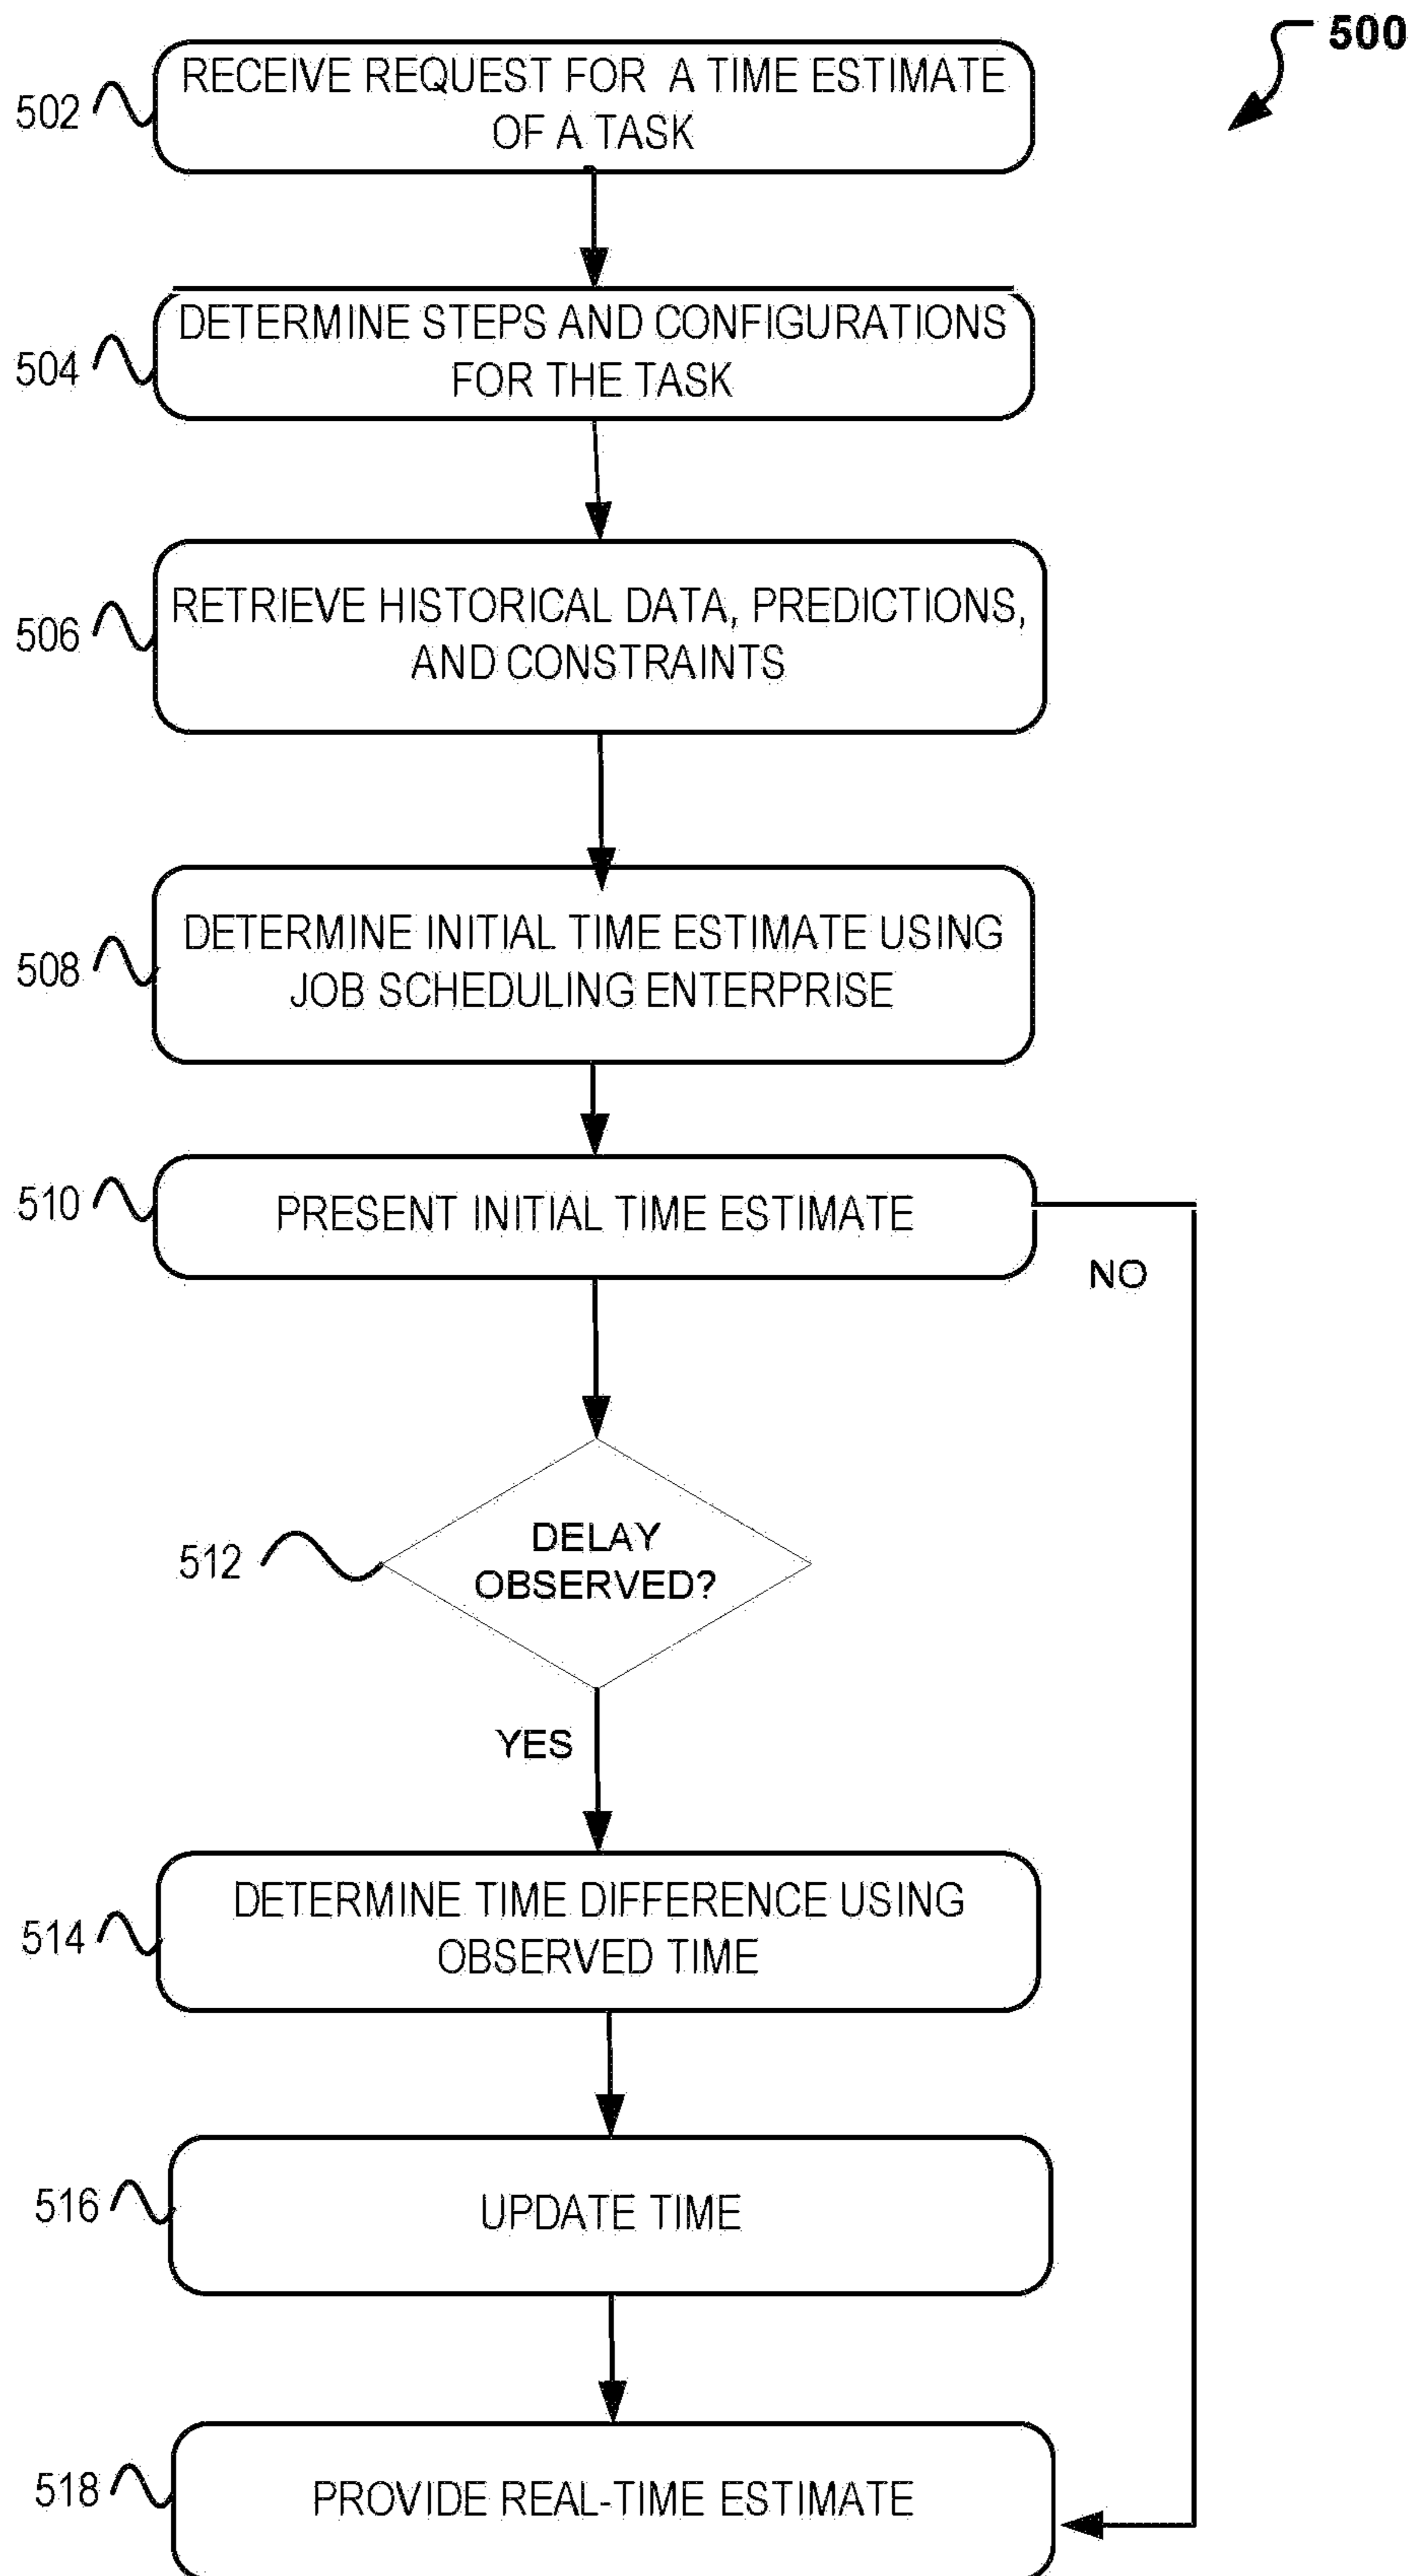 500
502
RECEIVE REQUEST FOR A TIME ESTIMATE
OF A TASK
504
DETERMINE STEPS AND CONFIGURATIONS
FOR THE TASK
506
RETRIEVE HISTORICAL DATA, PREDICTIONS,
AND CONSTRAINTS
508
DETERMINE INITIAL TIME ESTIMATE USING
JOB SCHEDULING ENTERPRISE
510
PRESENT INITIAL TIME ESTIMATE
NO
512
DELAY
OBSERVED?
YES
514
DETERMINE TIME DIFFERENCE USING
OBSERVED TIME
516
UPDATE TIME
518
PROVIDE REAL-TIME ESTIMATE